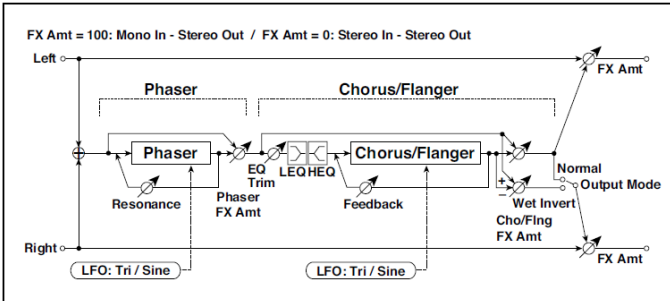 FX Amt = 100: Mono In - Stereo Out / FX Amt = 0: Stereo In - Stereo Out
Left
FX Amt
Phaser
Chorus/Flanger
Phaser
EQ
Trim
LEQ
HEQ
Chorus/Flanger
Normal
Output Mode
Resonance
Phaser
FX Amt
Feedback
+
−
Wet Invert
Cho/Flng
FX Amt
Right
FX Amt
LFO: Tri / Sine
LFO: Tri / Sine